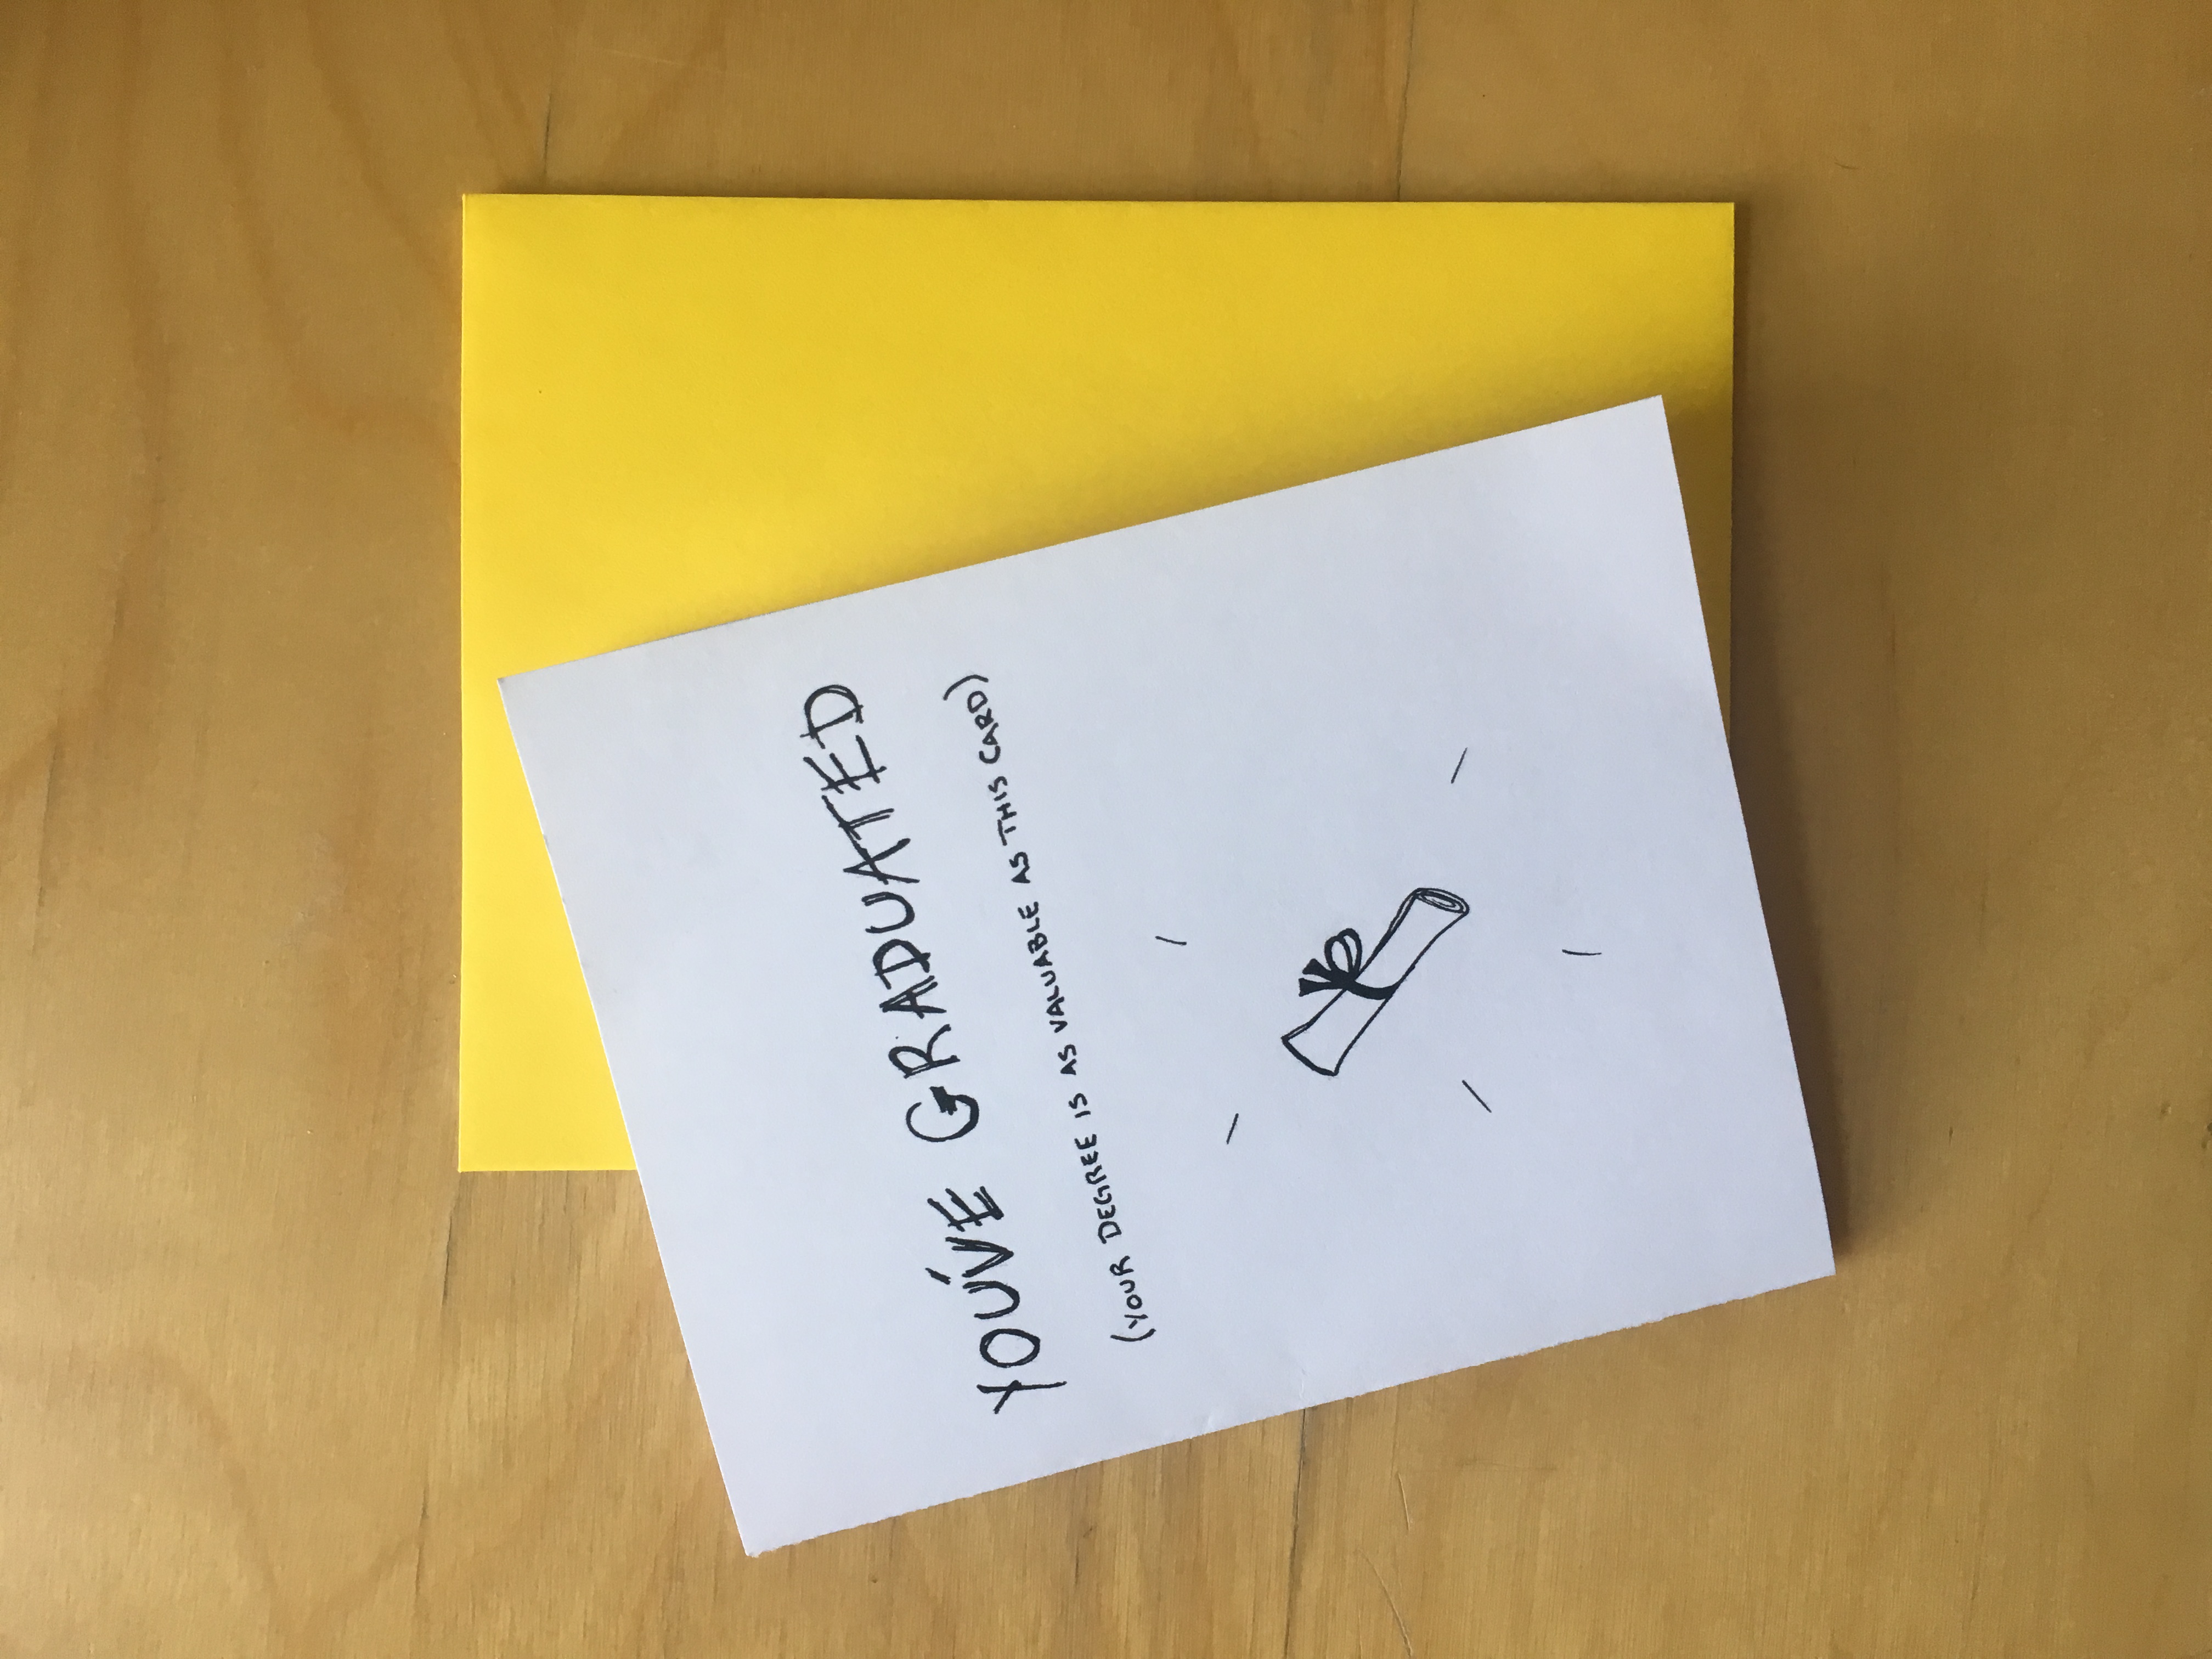 YOU'VE GRADUATED
(YOUR DEGREE IS AS VALUABLE AS THIS CARD)